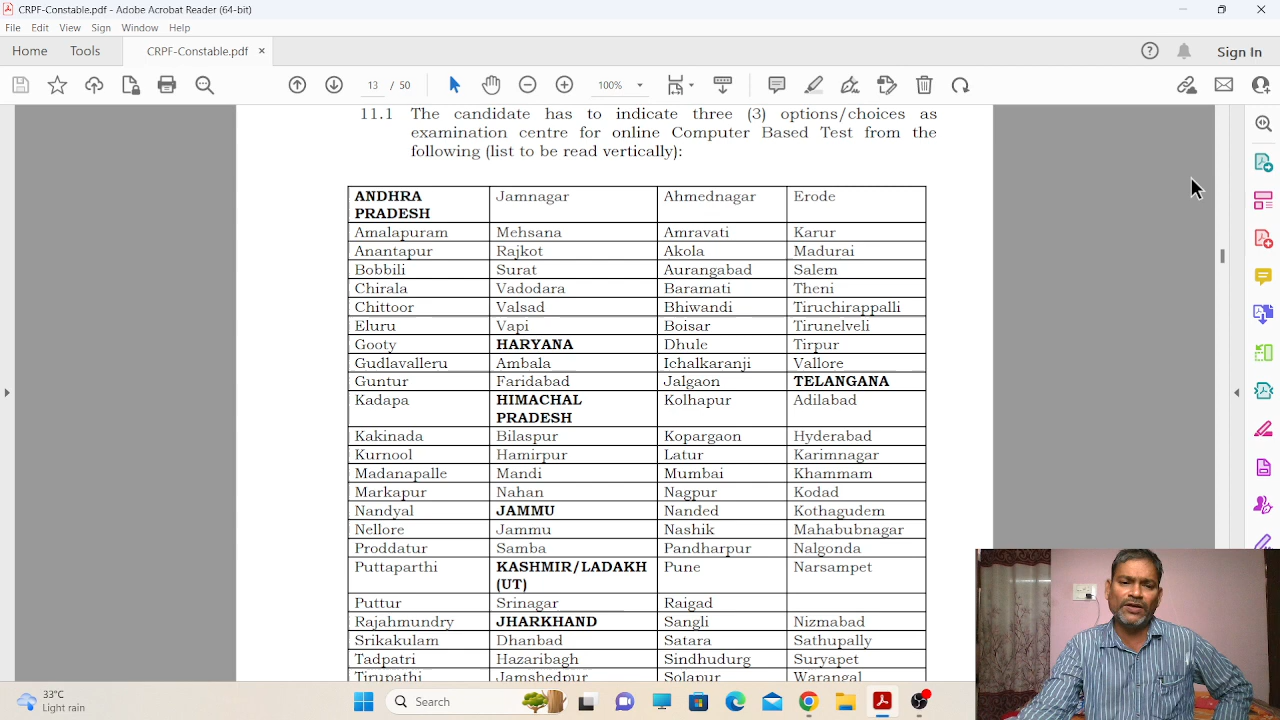 CRPF-Constable.pdf - Adobe Acrobat Reader (64-bit)
File Edit View Sign Window Help
Home Tools CRPF-Constable.pdf × Sign In
13 / 50 100%
11.1 The candidate has to indicate three (3) options/choices as
examination centre for online Computer Based Test from the
following (list to be read vertically):
ANDHRA PRADESH Jamnagar Ahmednagar Erode
Amalapuram Mehsana Amravati Karur
Anantapur Rajkot Akola Madurai
Bobbili Surat Aurangabad Salem
Chirala Vadodara Baramati Theni
Chittoor Valsad Bhiwandi Tiruchirappalli
Eluru Vapi Boisar Tirunelveli
Gooty HARYANA Dhule Tirpur
Gudlavalleru Ambala Ichalkaranji Vallore
Guntur Faridabad Jalgaon TELANGANA
Kadapa HIMACHAL PRADESH Kolhapur Adilabad
Kakinada Bilaspur Kopargaon Hyderabad
Kurnool Hamirpur Latur Karimnagar
Madanapalle Mandi Mumbai Khammam
Markapur Nahan Nagpur Kodad
Nandyal JAMMU Nanded Kothagudem
Nellore Jammu Nashik Mahabubnagar
Proddatur Samba Pandharpur Nalgonda
Puttaparthi KASHMIR/LADAKH (UT) Pune Narsampet
Puttur Srinagar Raigad
Rajahmundry JHARKHAND Sangli Nizmabad
Srikakulam Dhanbad Satara Sathupally
Tadpatri Hazaribagh Sindhudurg Suryapet
Tirupathi Jamshedpur Solapur Warangal
33°C
Light rain
Search